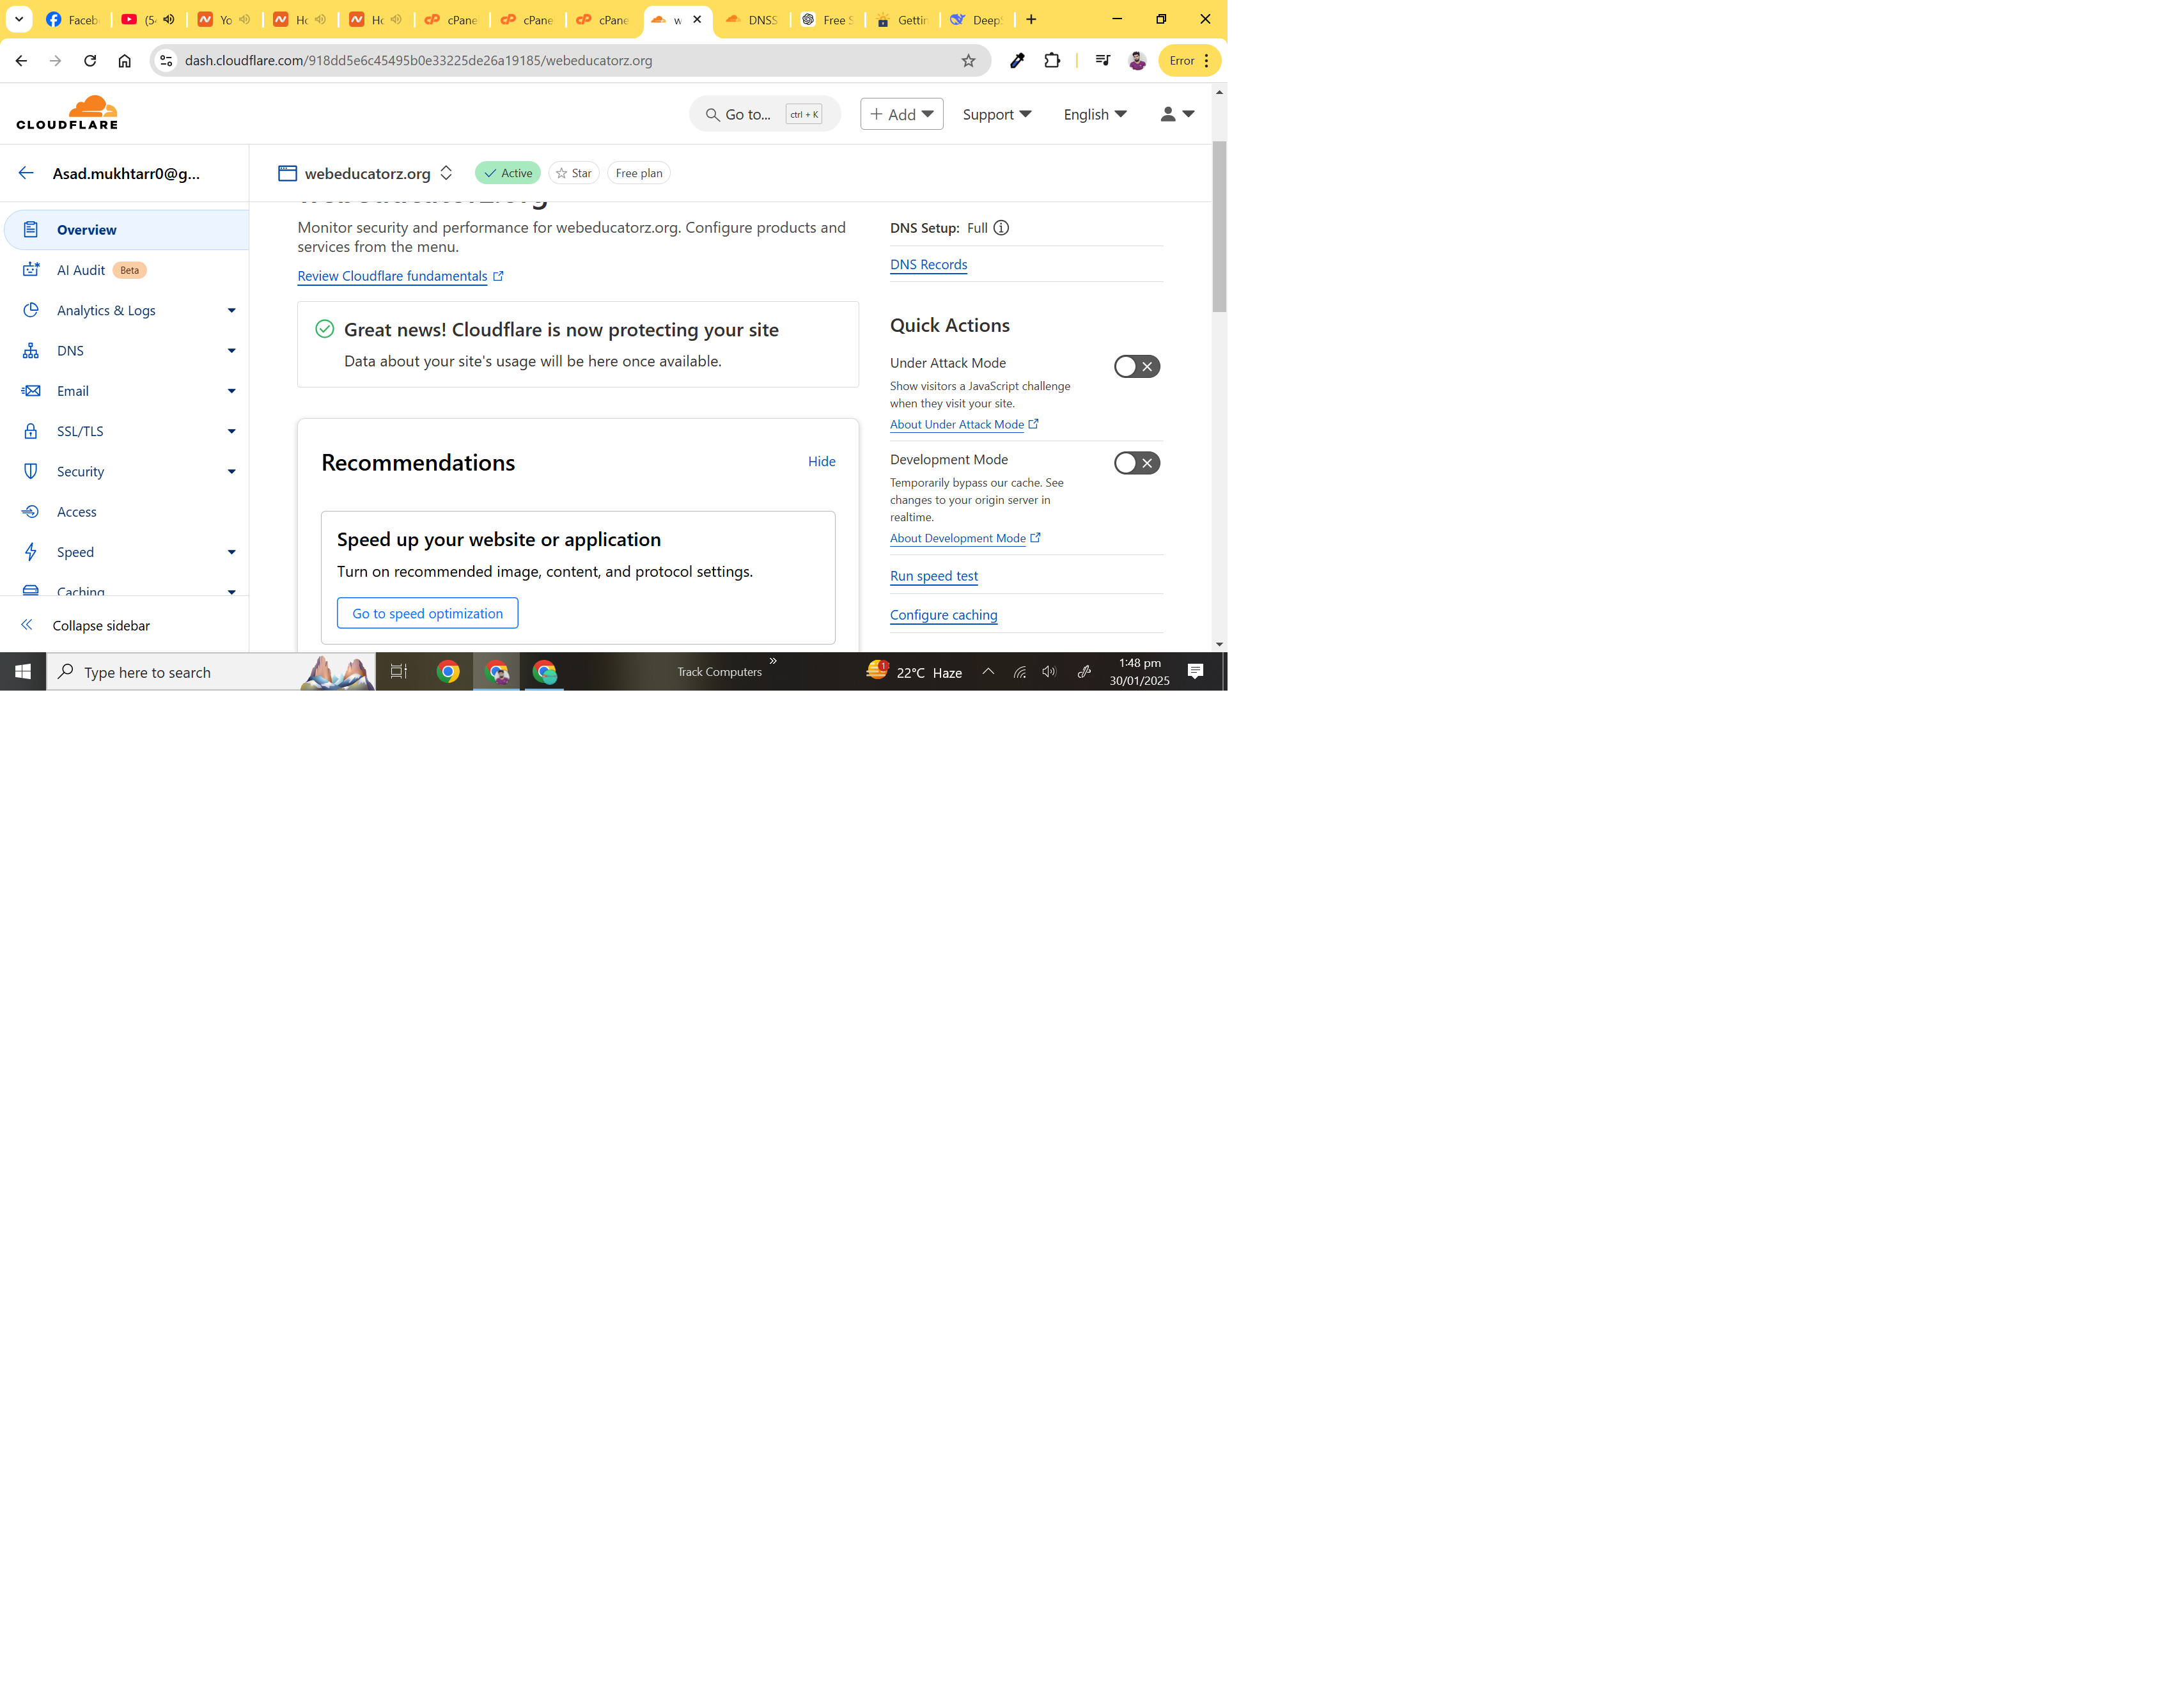 Faceb
(5
Yo
Ho
Ho
cPane
cPane
cPane
w
DNSS
Free S
Gettin
DeepS
dash.cloudflare.com/918dd5e6c45495b0e33225de26a19185/webeducatorz.org
Error
CLOUDFLARE
Go to...
ctrl + K
Add
Support
English
Asad.mukhtarr0@g...
webeducatorz.org
Active
Star
Free plan
Overview
AI Audit
Beta
Analytics & Logs
DNS
Email
SSL/TLS
Security
Access
Speed
Caching
Collapse sidebar
webeducatorz.org
Monitor security and performance for webeducatorz.org. Configure products and
services from the menu.
Review Cloudflare fundamentals
Great news! Cloudflare is now protecting your site
Data about your site's usage will be here once available.
Recommendations
Hide
Speed up your website or application
Turn on recommended image, content, and protocol settings.
Go to speed optimization
DNS Setup: Full
DNS Records
Quick Actions
Under Attack Mode
Show visitors a JavaScript challenge
when they visit your site.
About Under Attack Mode
Development Mode
Temporarily bypass our cache. See
changes to your origin server in
realtime.
About Development Mode
Run speed test
Configure caching
Type here to search
Track Computers
1
22°C Haze
1:48 pm
30/01/2025